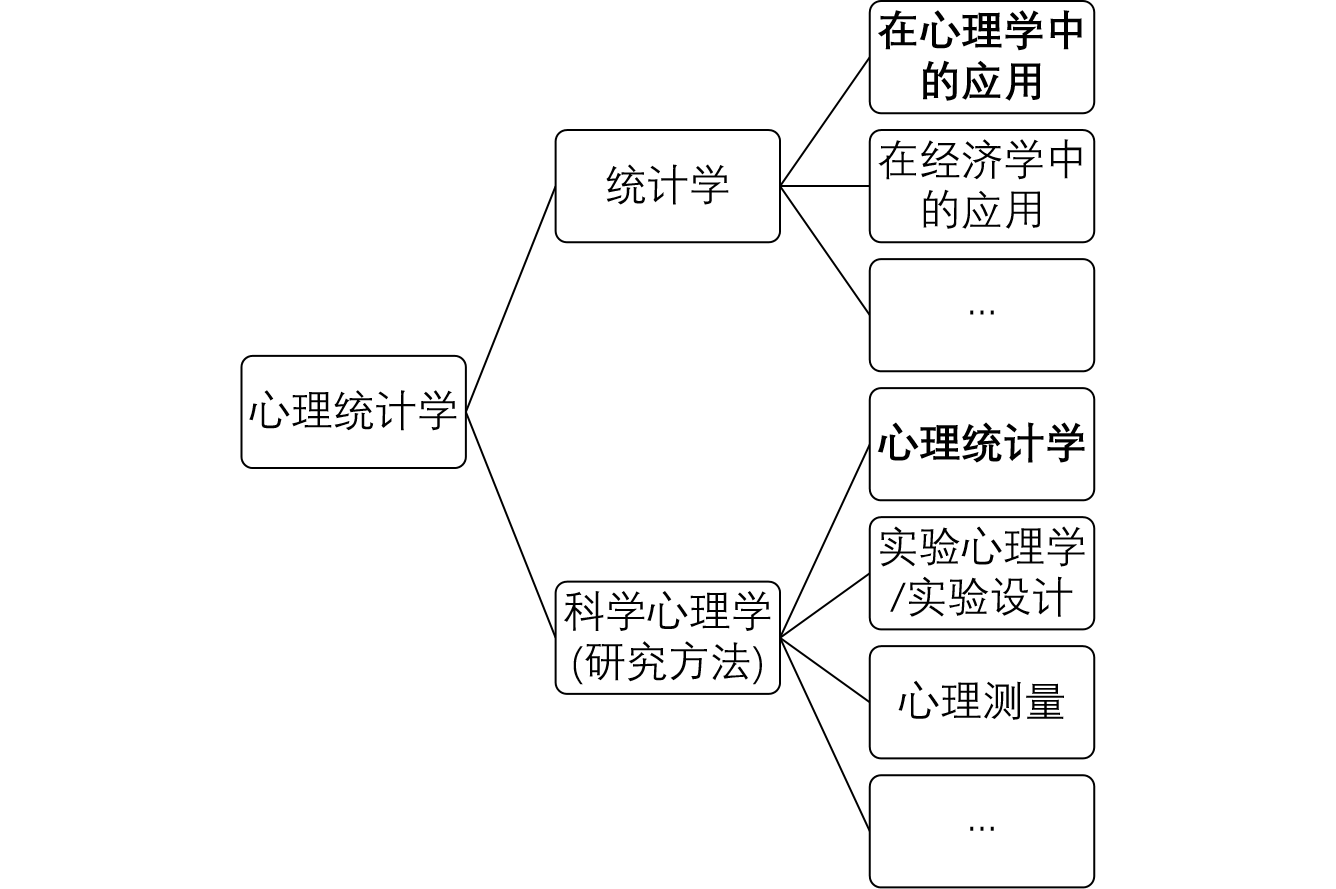 在心理学中
的应用
统计学
在经济学中
的应用
...
心理统计学
心理统计学
科学心理学
(研究方法)
实验心理学
/实验设计
心理测量
...